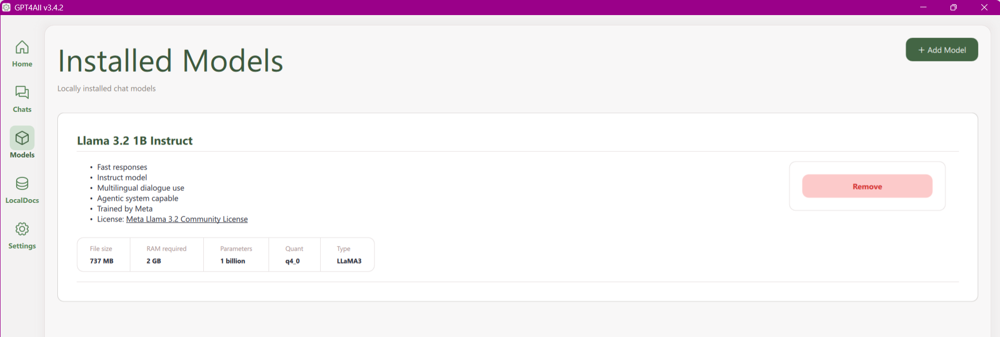 GPT4All v3.4.2
Home
Chats
Models
LocalDocs
Settings
Installed Models
+ Add Model
Locally installed chat models
Llama 3.2 1B Instruct
• Fast responses
• Instruct model
• Multilingual dialogue use
• Agentic system capable
• Trained by Meta
• License: Meta Llama 3.2 Community License
Remove
File size RAM required Parameters Quant Type
737 MB 2 GB 1 billion q4_0 LLaMA3